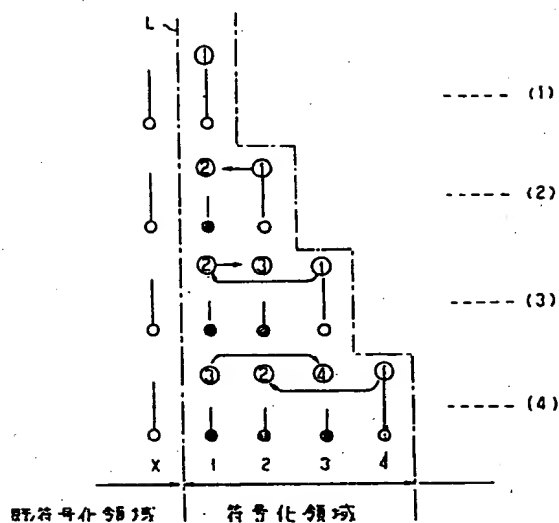 L
①
(1)
② ①
(2)
② ③ ①
(3)
③ ② ④ ①
(4)
X 1 2 3 4
既符号化領域 符号化領域